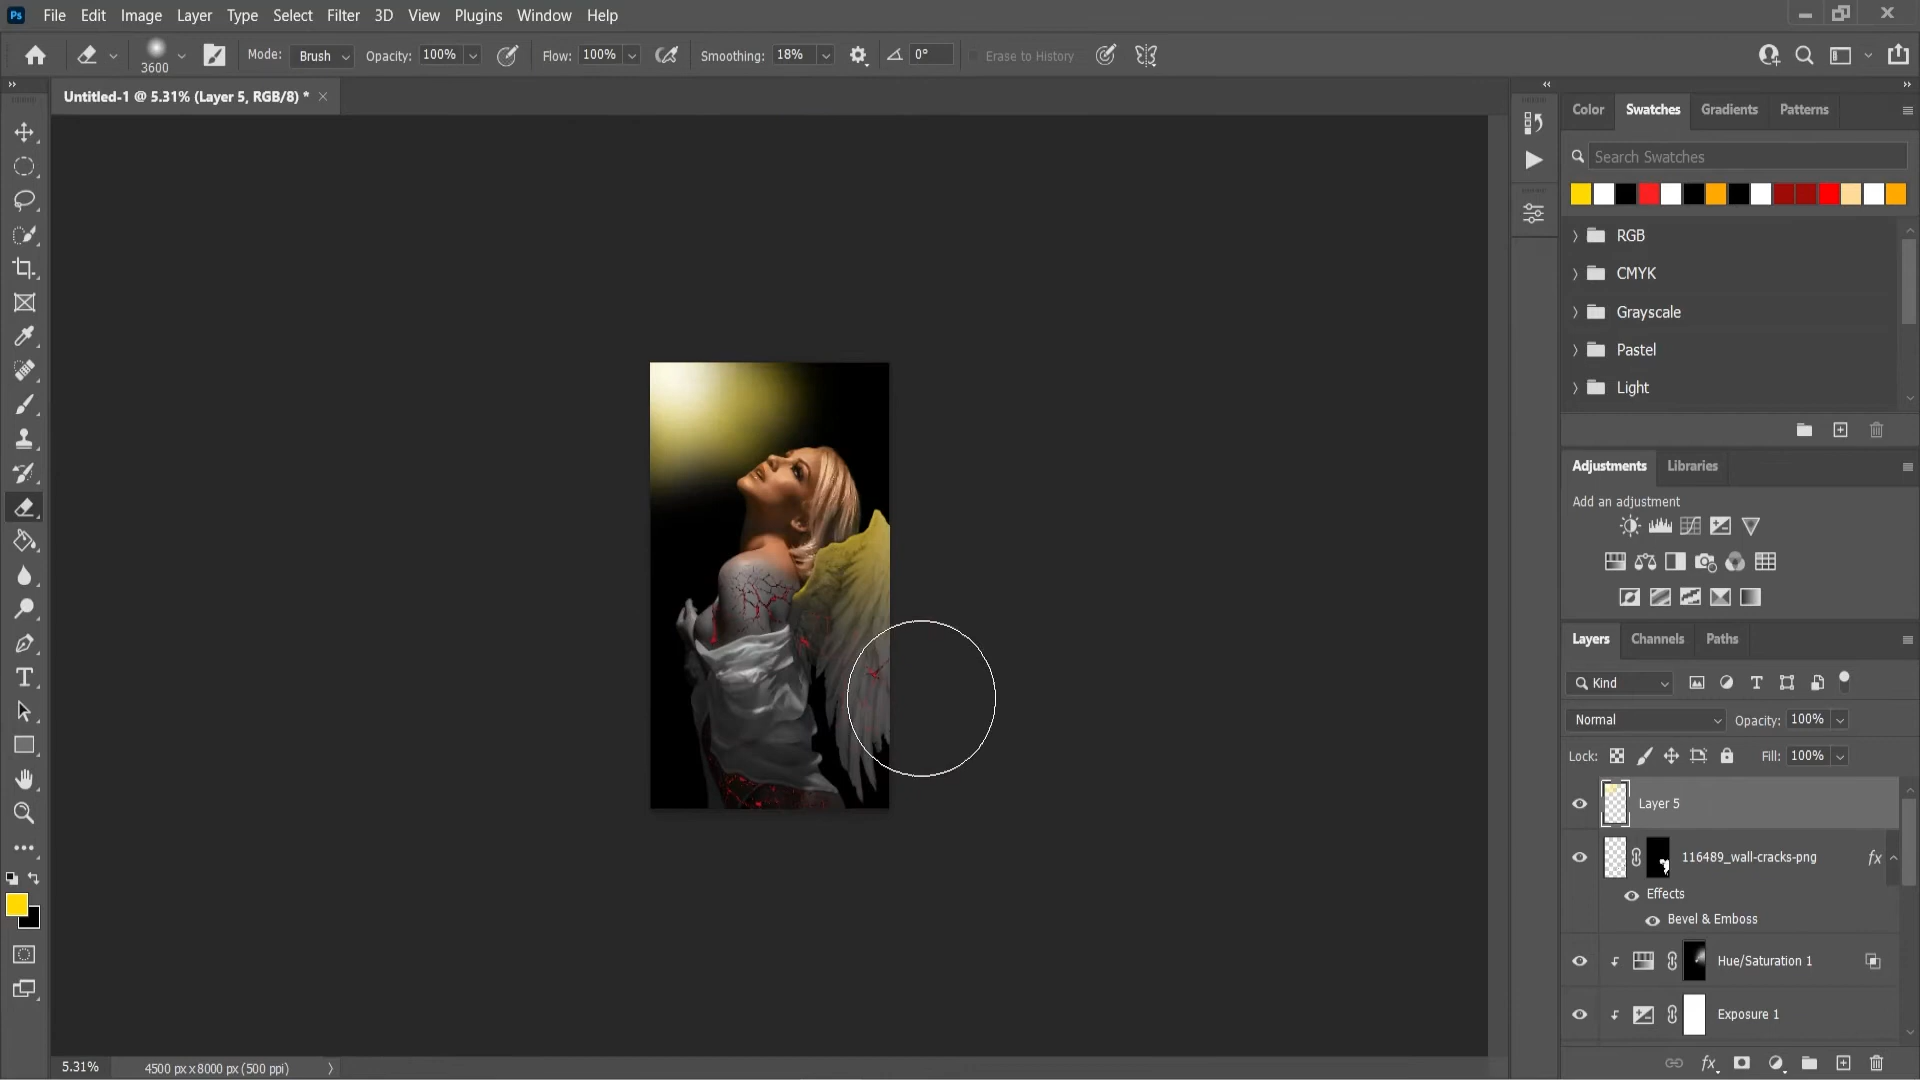 Ps File Edit Image Layer Type Select Filter 3D View Plugins Window Help
3600 Mode: Brush Opacity: 100% Flow: 100% Smoothing: 18% 0° Erase to History
Untitled-1 @ 5.31% (Layer 5, RGB/8) *
Color Swatches Gradients Patterns
Search Swatches
RGB
CMYK
Grayscale
Pastel
Light
Adjustments Libraries
Add an adjustment
Layers Channels Paths
Kind
Normal Opacity: 100%
Lock: Fill: 100%
Layer 5
116489_wall-cracks-png fx
Effects
Bevel & Emboss
Hue/Saturation 1
Exposure 1
5.31% 4500 px x 8000 px (500 ppi)
fx